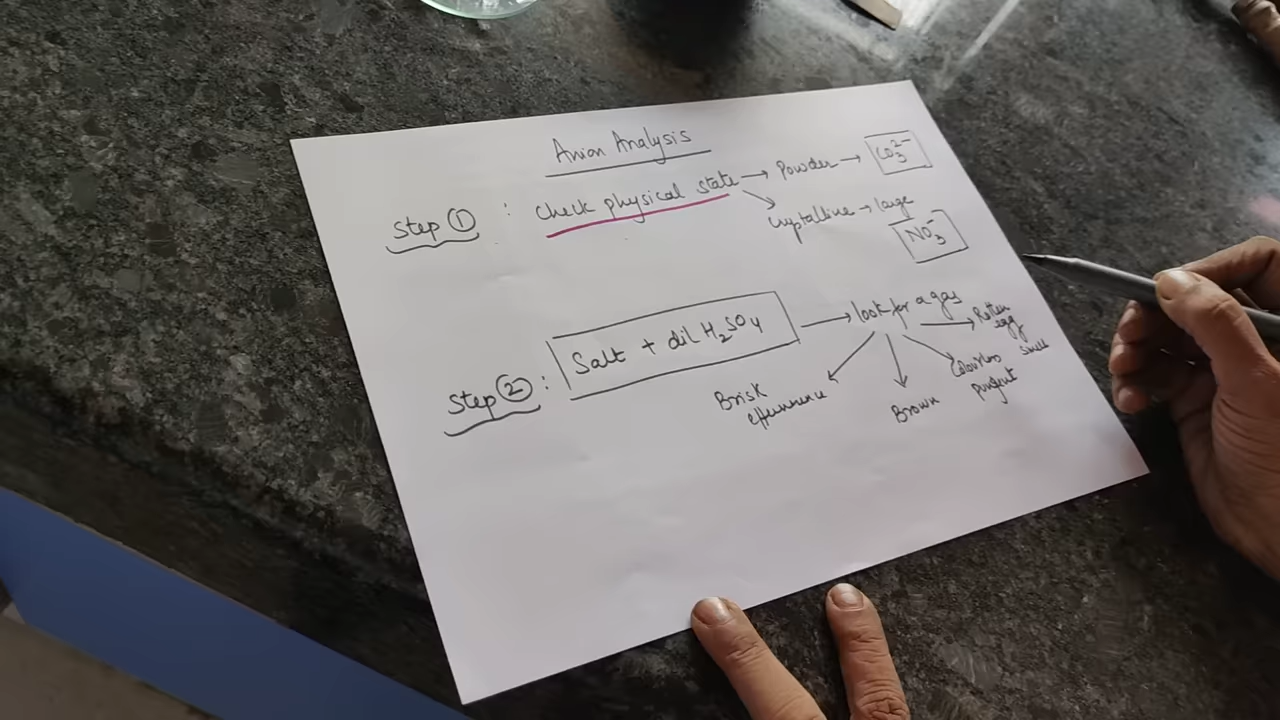 Anion Analysis
Step ① : Check physical state → Powder → CO₃²⁻
Crystalline → large
NO₃⁻
Step ② : Salt + dil H₂SO₄ → look for a gas
Rotten egg smell
Colourless pungent
Brown
Brisk